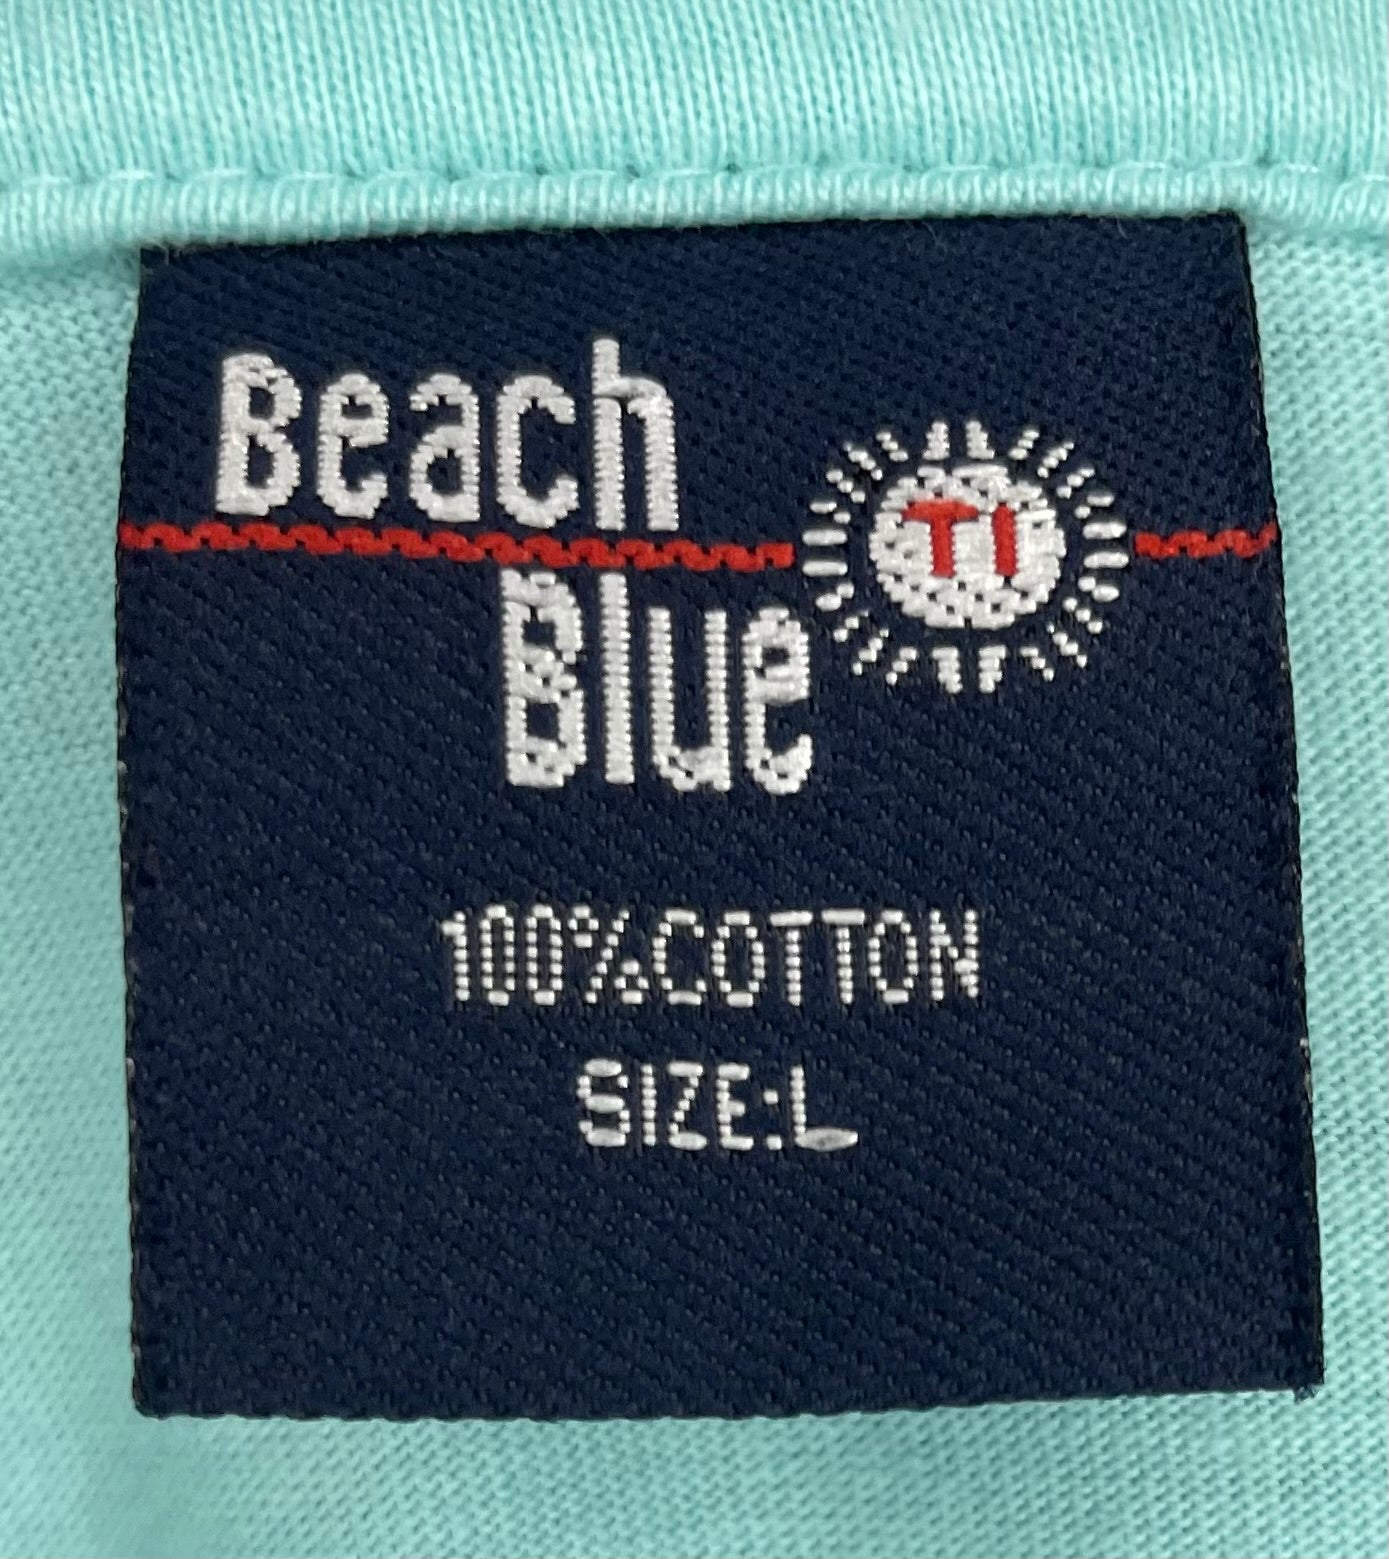 Beach
TI
Blue
100%COTTON
SIZE:L